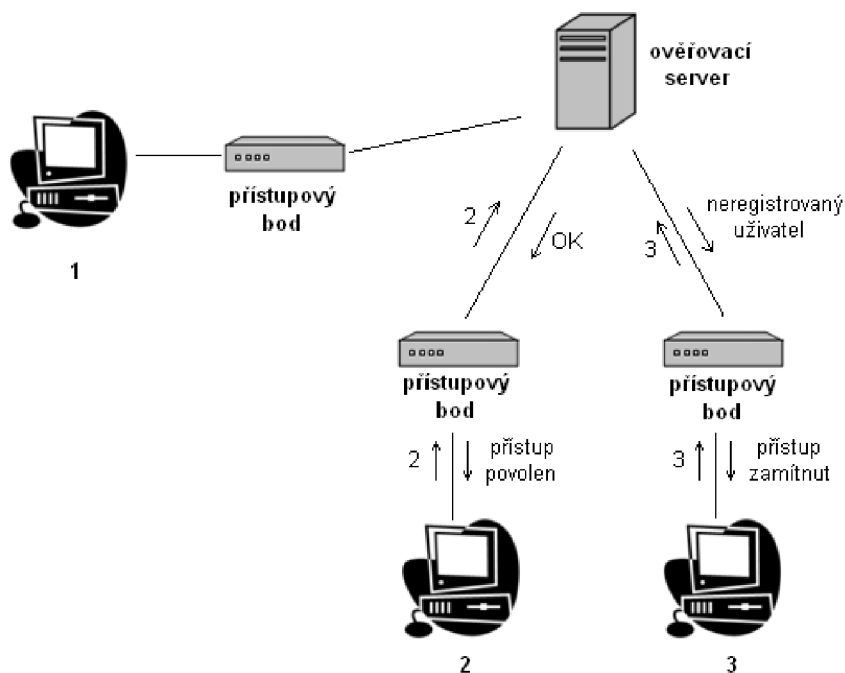 ověřovací
server
přístupový
bod
1
2
OK
3
neregistrovaný
uživatel
přístupový
bod
přístupový
bod
2
přístup
povolen
3
přístup
zamítnut
2
3